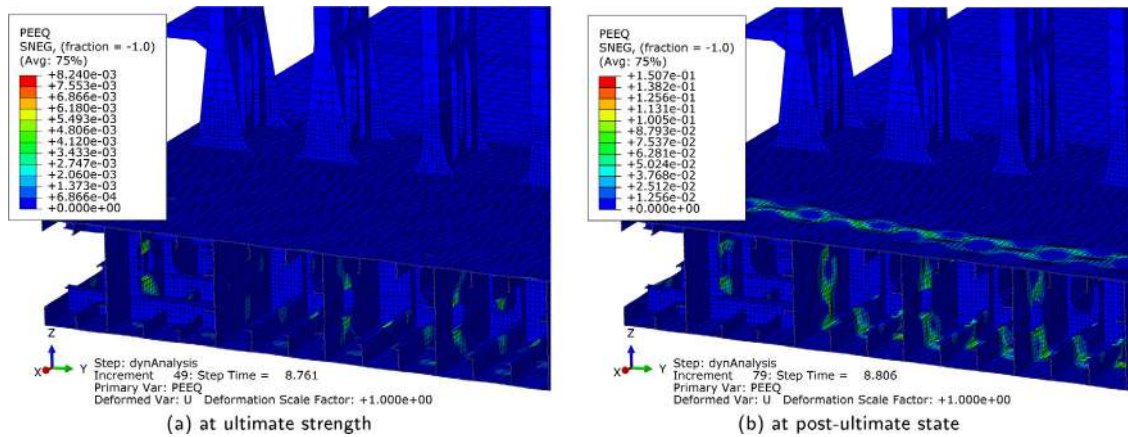 PEEQ
SNEG, (fraction = -1.0)
(Avg: 75%)
+8.240e-03
+7.553e-03
+6.866e-03
+6.180e-03
+5.493e-03
+4.806e-03
+4.120e-03
+3.433e-03
+2.747e-03
+2.060e-03
+1.373e-03
+6.866e-04
+0.000e+00
Z
X
Y
Step: dynAnalysis
Increment 49: Step Time = 8.761
Primary Var: PEEQ
Deformed Var: U Deformation Scale Factor: +1.000e+00
(a) at ultimate strength
PEEQ
SNEG, (fraction = -1.0)
(Avg: 75%)
+1.507e-01
+1.382e-01
+1.256e-01
+1.131e-01
+1.005e-01
+8.793e-02
+7.537e-02
+6.281e-02
+5.024e-02
+3.768e-02
+2.512e-02
+1.256e-02
+0.000e+00
Z
X
Y
Step: dynAnalysis
Increment 79: Step Time = 8.806
Primary Var: PEEQ
Deformed Var: U Deformation Scale Factor: +1.000e+00
(b) at post-ultimate state